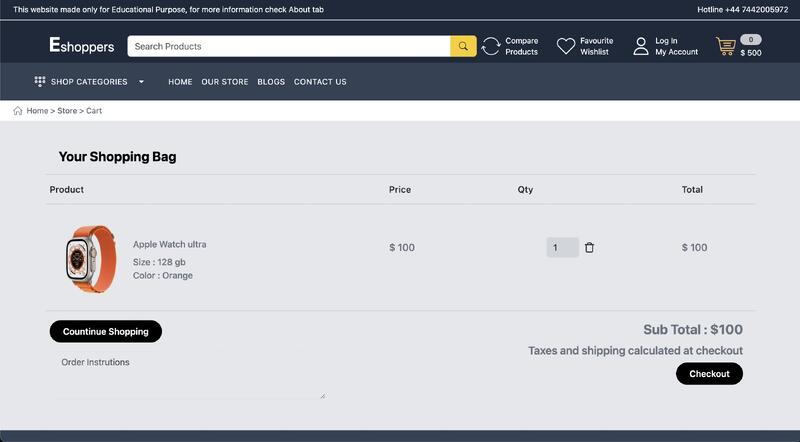 This website made only for Educational Purpose, for more information check About tab
Hotline +44 7442005972
Eshoppers
Search Products
Compare
Products
Favourite
Wishlist
Log In
My Account
0
$ 500
SHOP CATEGORIES
HOME
OUR STORE
BLOGS
CONTACT US
Home > Store > Cart
Your Shopping Bag
Product
Price
Qty
Total
Apple Watch ultra
Size : 128 gb
Color : Orange
$ 100
1
$ 100
Countinue Shopping
Order Instrutions
Sub Total : $100
Taxes and shipping calculated at checkout
Checkout